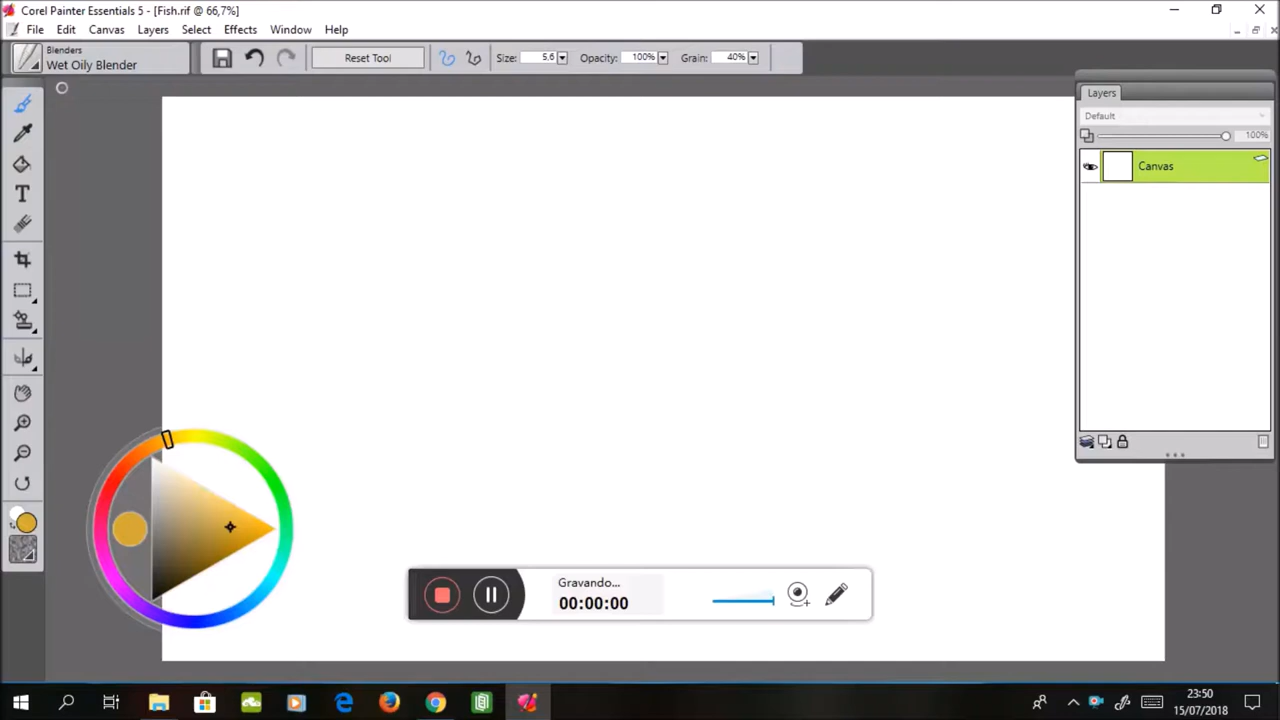 Corel Painter Essentials 5 - [Fish.rif @ 66,7%]
File Edit Canvas Layers Select Effects Window Help
Blenders
Wet Oily Blender
Reset Tool
Size: 5.6 Opacity: 100% Grain: 40%
Layers
Default
100%
Canvas
T
Gravando...
00:00:00
23:50
15/07/2018